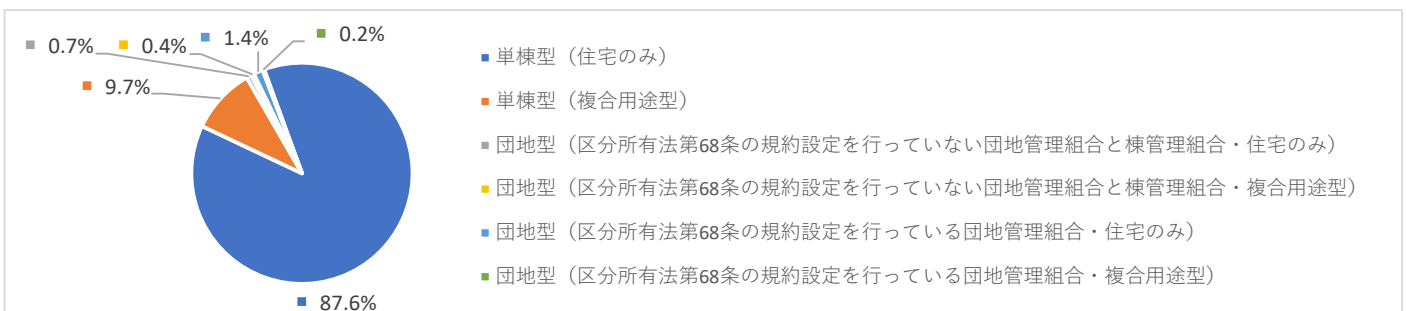 0.7%
0.4%
1.4%
0.2%
9.7%
87.6%
単棟型（住宅のみ）
単棟型（複合用途型）
団地型（区分所有法第68条の規約設定を行っていない団地管理組合と棟管理組合・住宅のみ）
団地型（区分所有法第68条の規約設定を行っていない団地管理組合と棟管理組合・複合用途型）
団地型（区分所有法第68条の規約設定を行っている団地管理組合・住宅のみ）
団地型（区分所有法第68条の規約設定を行っている団地管理組合・複合用途型）